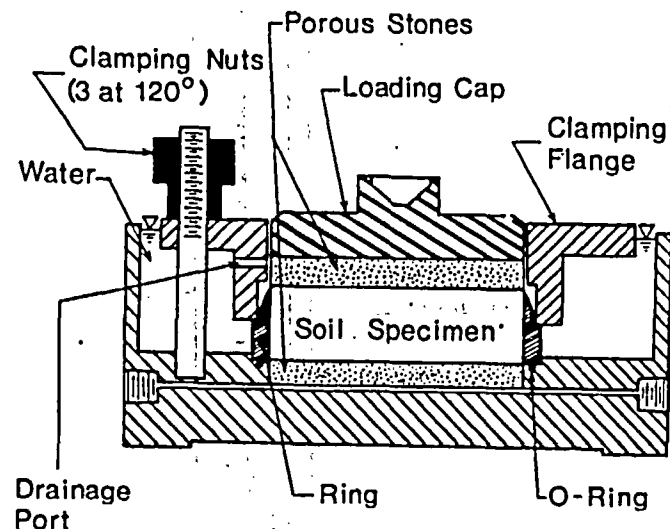 Porous Stones
Clamping Nuts
(3 at 120°)
Loading Cap
Clamping
Flange
Water
Soil Specimen
Drainage
Port
Ring
O-Ring